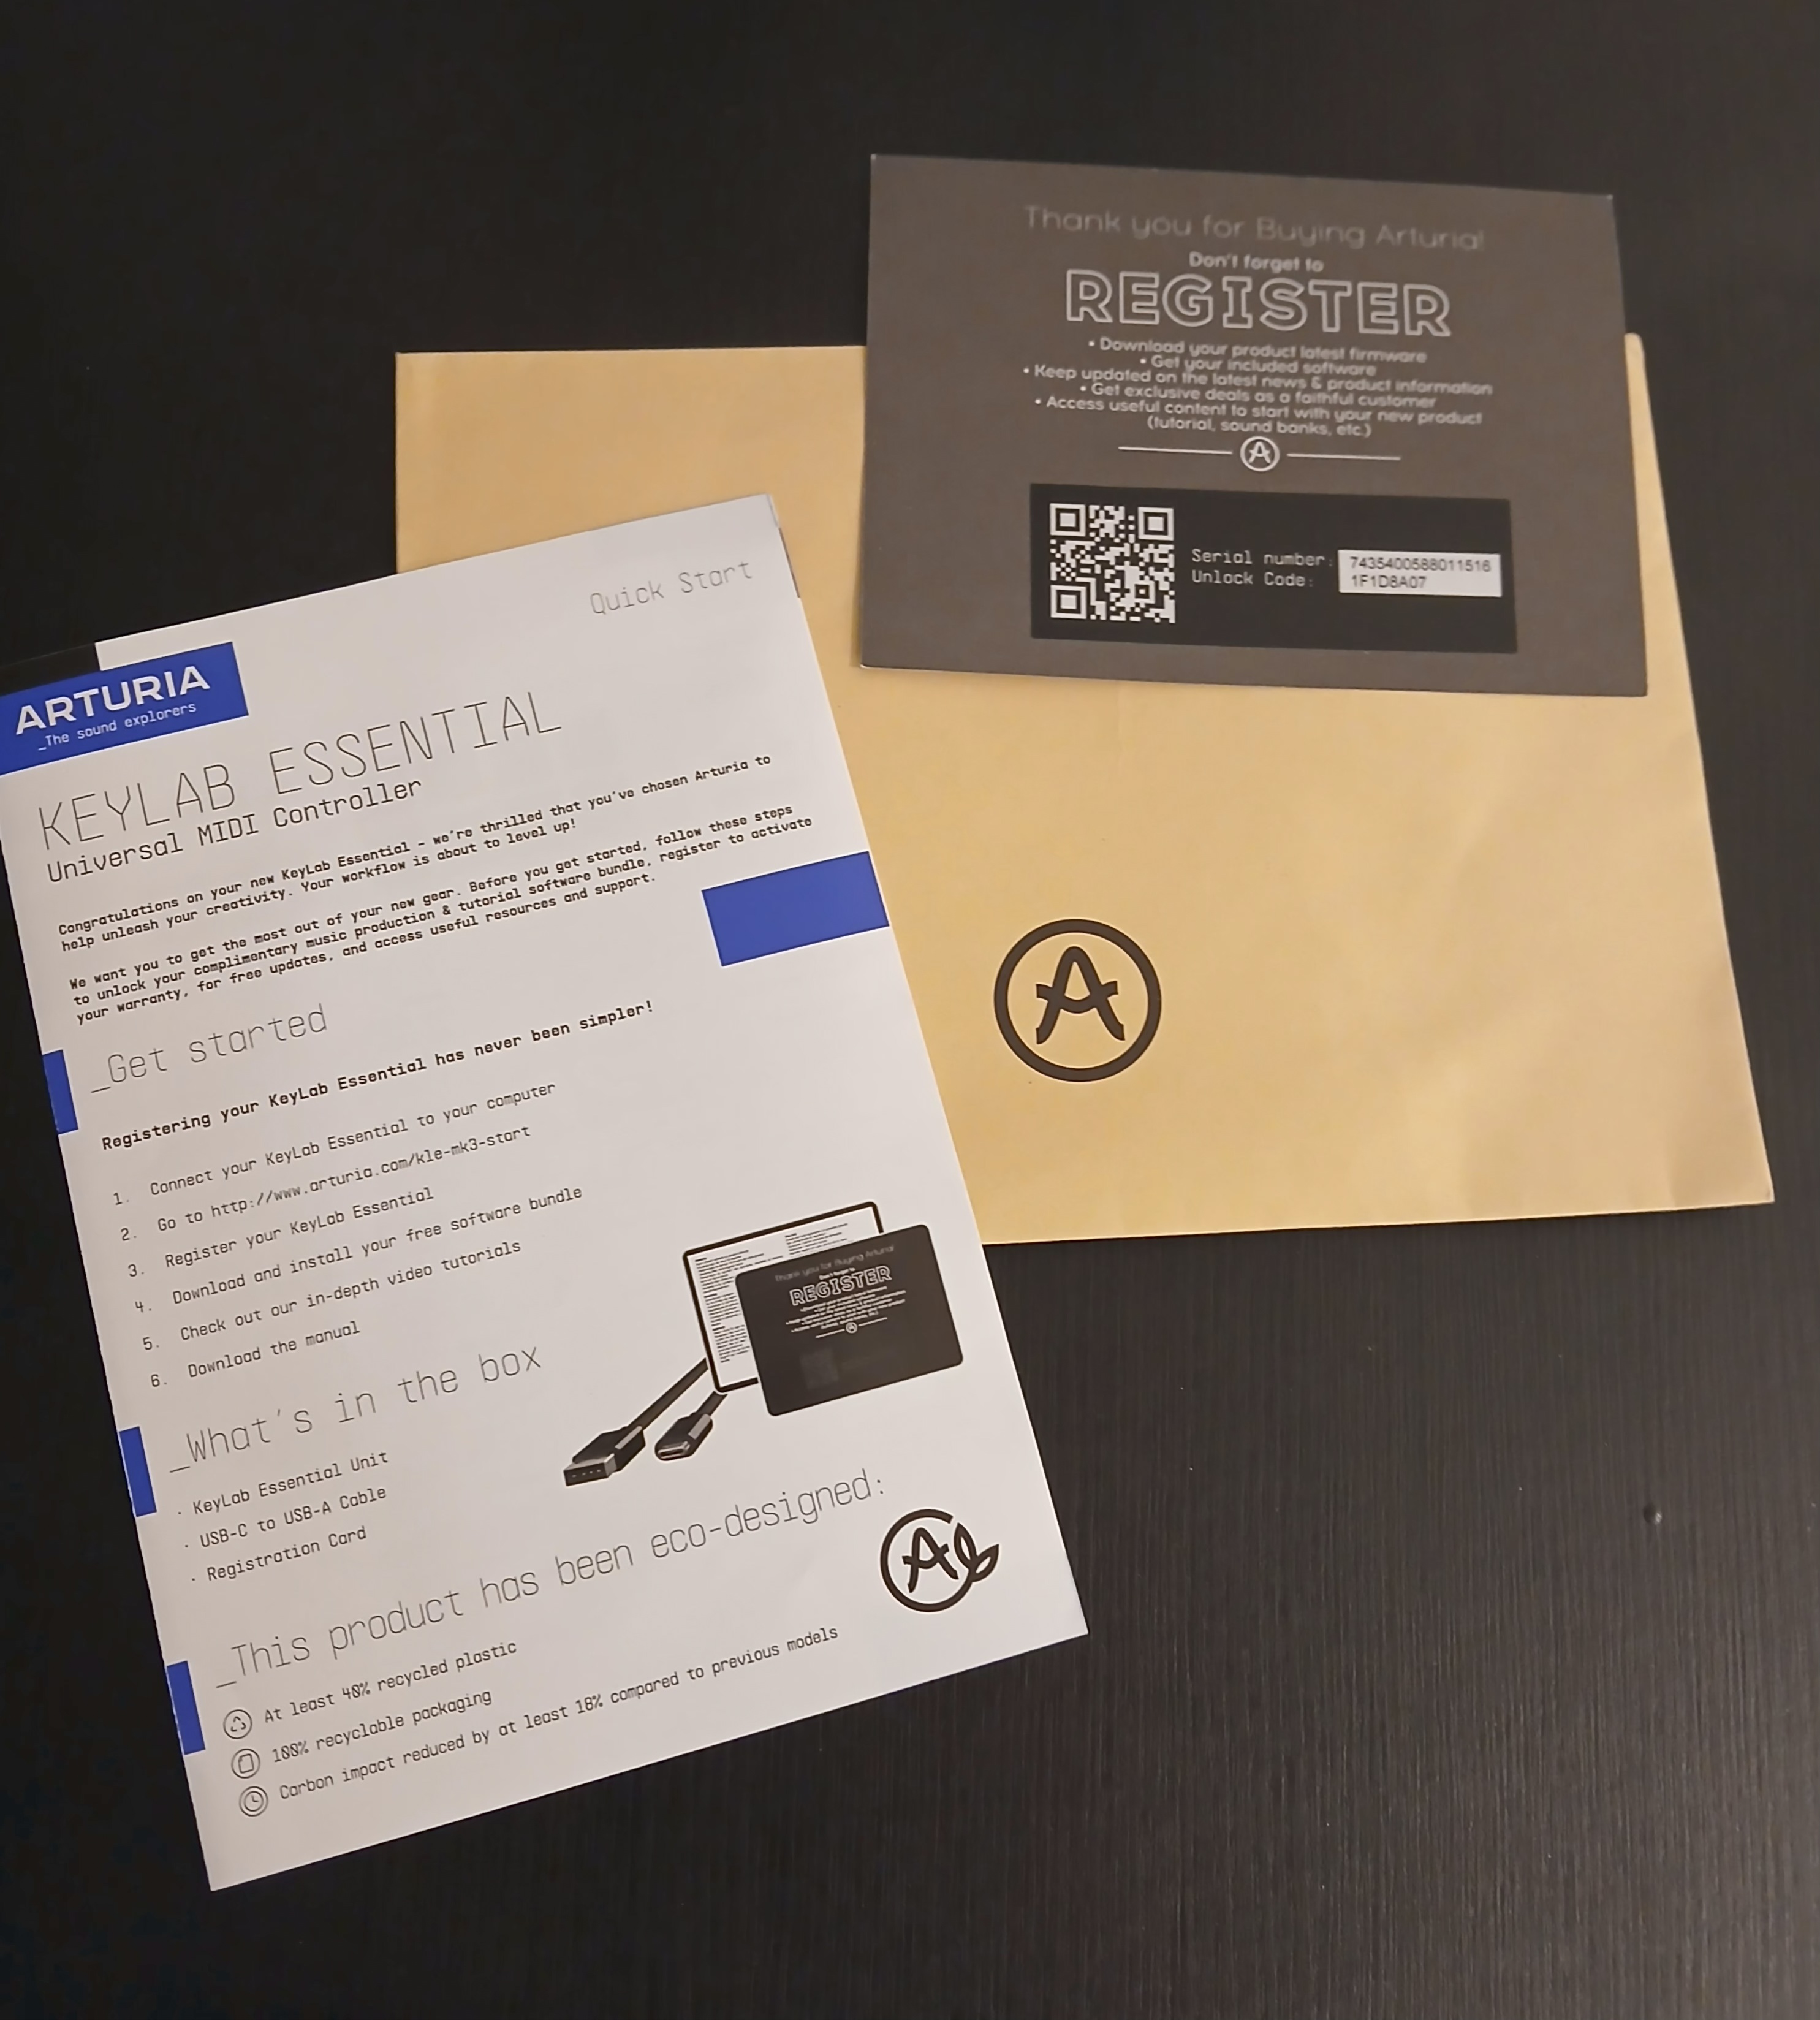 Thank you for Buying Arturia!
Don't forget to
REGISTER
• Download your product latest firmware
• Get your included software
• Keep updated on the latest news & product information
• Get exclusive deals as a faithful customer
• Access useful content to start with your new product
(tutorial, sound banks, etc.)
A
Serial number: 7435400588011516
Unlock Code: 1F1D8A07
A
Quick Start
ARTURIA
_The sound explorers
KEYLAB ESSENTIAL
Universal MIDI Controller
Congratulations on your new KeyLab Essential - we're thrilled that you've chosen Arturia to
help unleash your creativity. Your workflow is about to level up!
We want you to get the most out of your new gear. Before you get started, follow these steps
to unlock your complimentary music production & tutorial software bundle, register to activate
your warranty, for free updates, and access useful resources and support.
_Get started
Registering your KeyLab Essential has never been simpler!
1. Connect your KeyLab Essential to your computer
2. Go to http://www.arturia.com/kle-mk3-start
3. Register your KeyLab Essential
4. Download and install your free software bundle
5. Check out our in-depth video tutorials
6. Download the manual
Thank you for Buying Arturia!
Don't forget to
REGISTER
_What's in the box
· KeyLab Essential Unit
· USB-C to USB-A Cable
· Registration Card
_This product has been eco-designed:
A
At least 40% recycled plastic
100% recyclable packaging
Carbon impact reduced by at least 18% compared to previous models